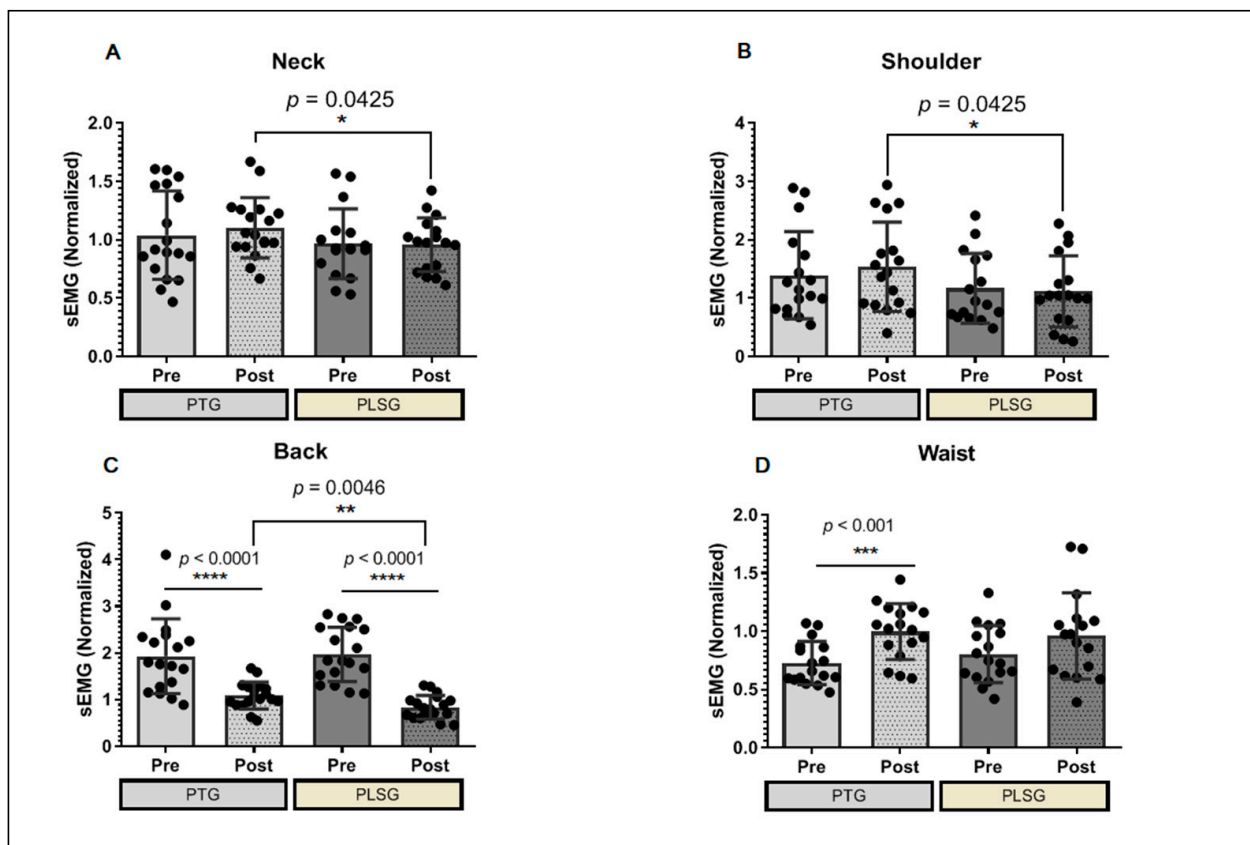 A
Neck
p = 0.0425
*
sEMG (Normalized)
2.0
1.5
1.0
0.5
0.0
Pre Post Pre Post
PTG PLSG
B
Shoulder
p = 0.0425
*
sEMG (Normalized)
4
3
2
1
0
Pre Post Pre Post
PTG PLSG
C
Back
p = 0.0046
**
p < 0.0001 p < 0.0001
**** ****
sEMG (Normalized)
5
4
3
2
1
0
Pre Post Pre Post
PTG PLSG
D
Waist
p < 0.001
***
sEMG (Normalized)
2.0
1.5
1.0
0.5
0.0
Pre Post Pre Post
PTG PLSG